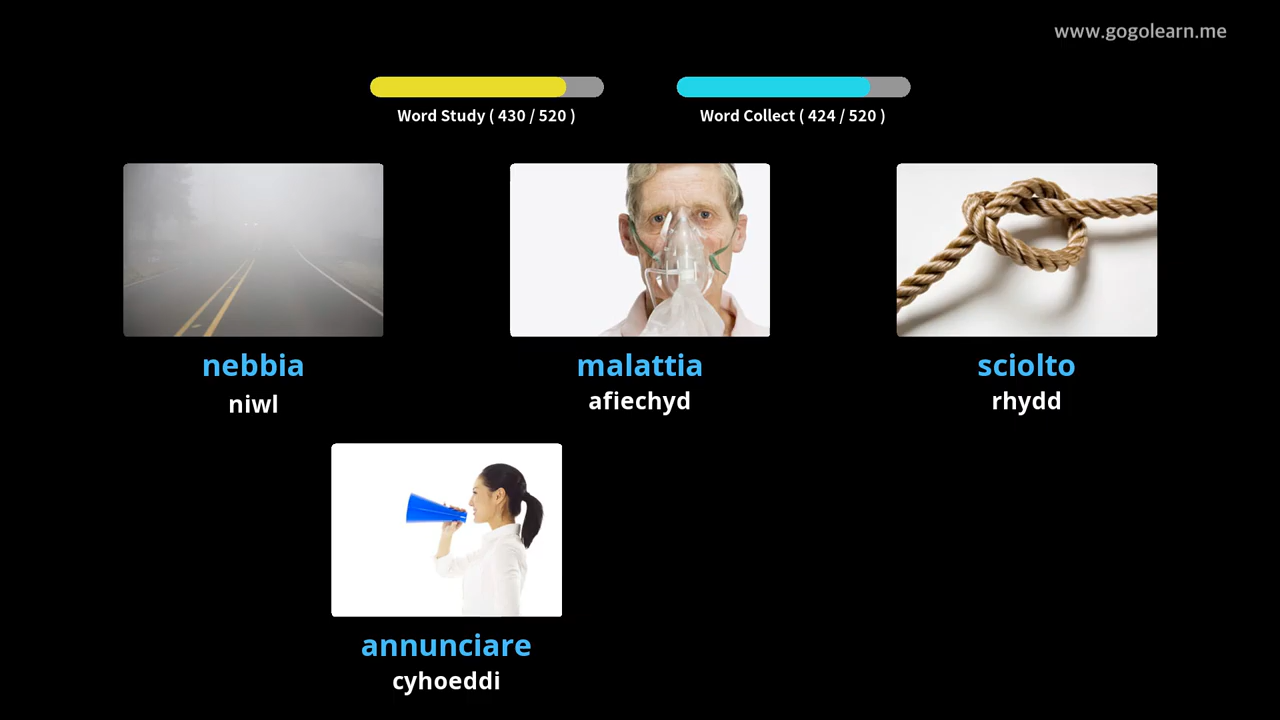 www.gogolearn.me
Word Study ( 430 / 520 )
Word Collect ( 424 / 520 )
nebbia
niwl
malattia
afiechyd
sciolto
rhydd
annunciare
cyhoeddi